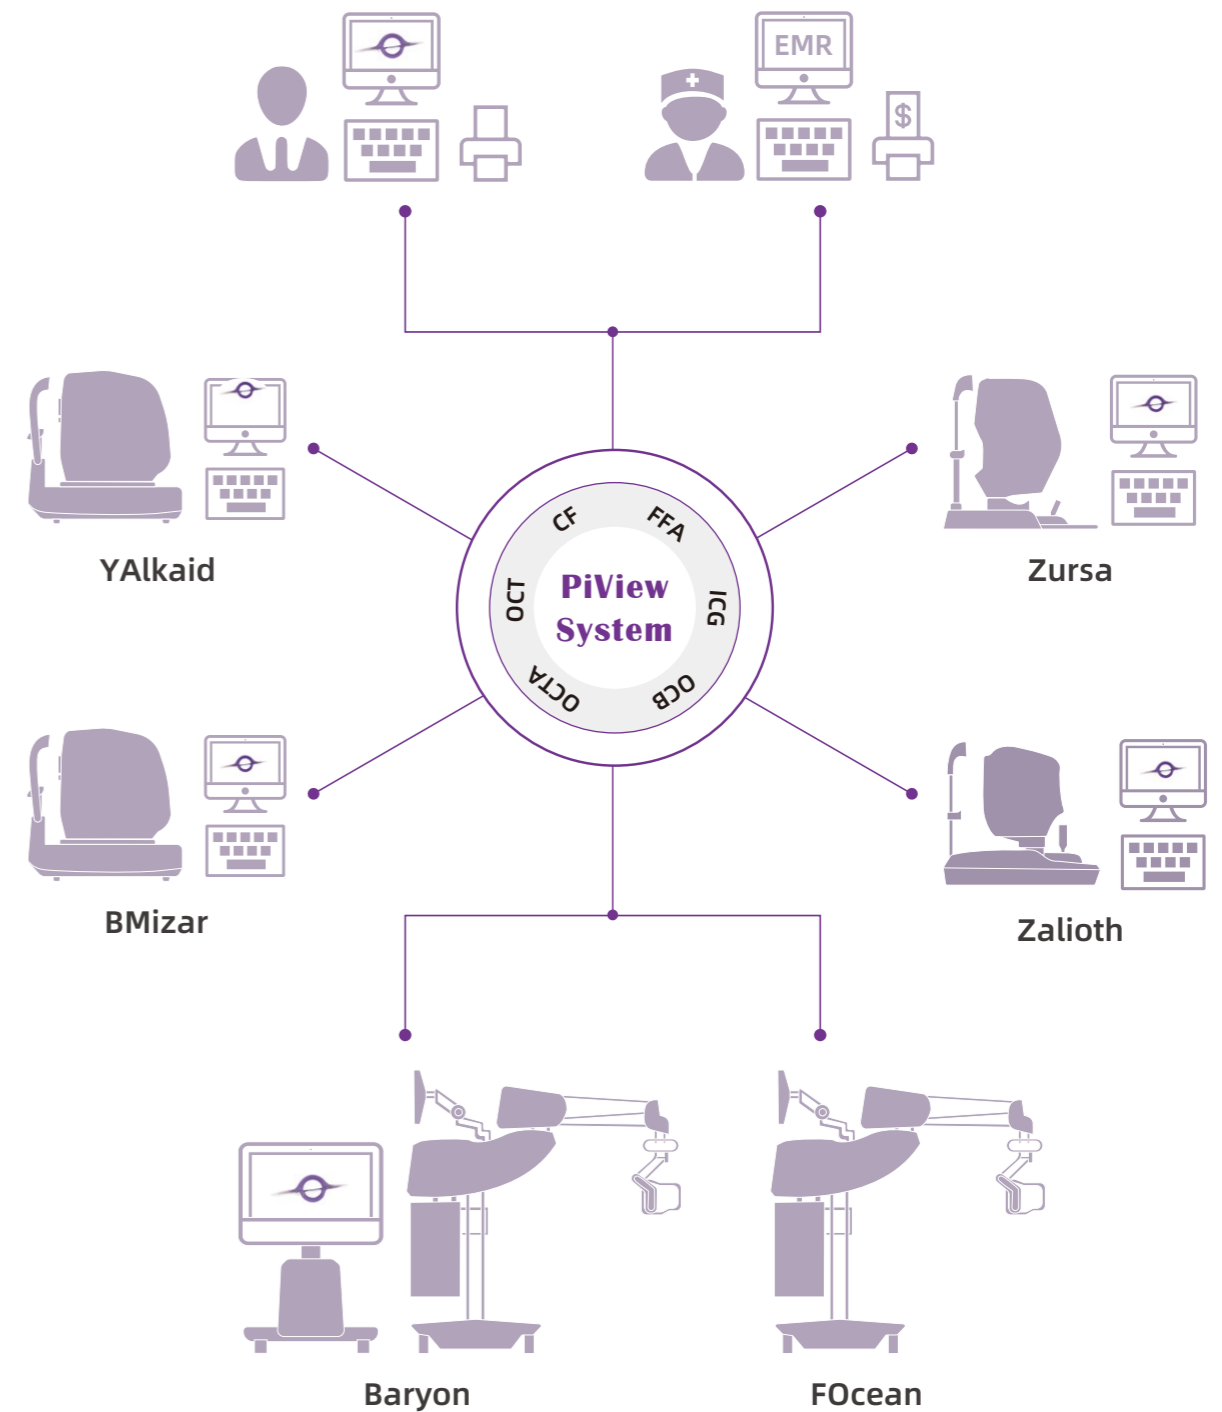 EMR
$
YAlkaid
Zursa
CF
FFA
OCT
ICG
OCTA
OCB
PiView
System
BMizar
Zalioth
Baryon
FOcean